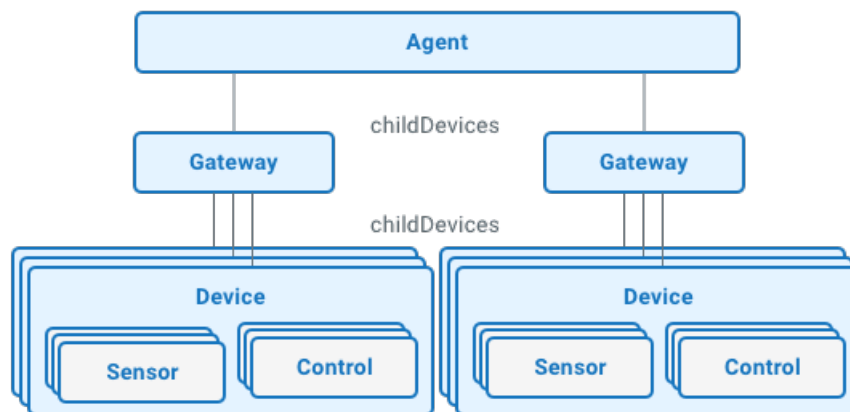 Agent
childDevices
Gateway
Gateway
childDevices
Device
Device
Sensor
Control
Sensor
Control